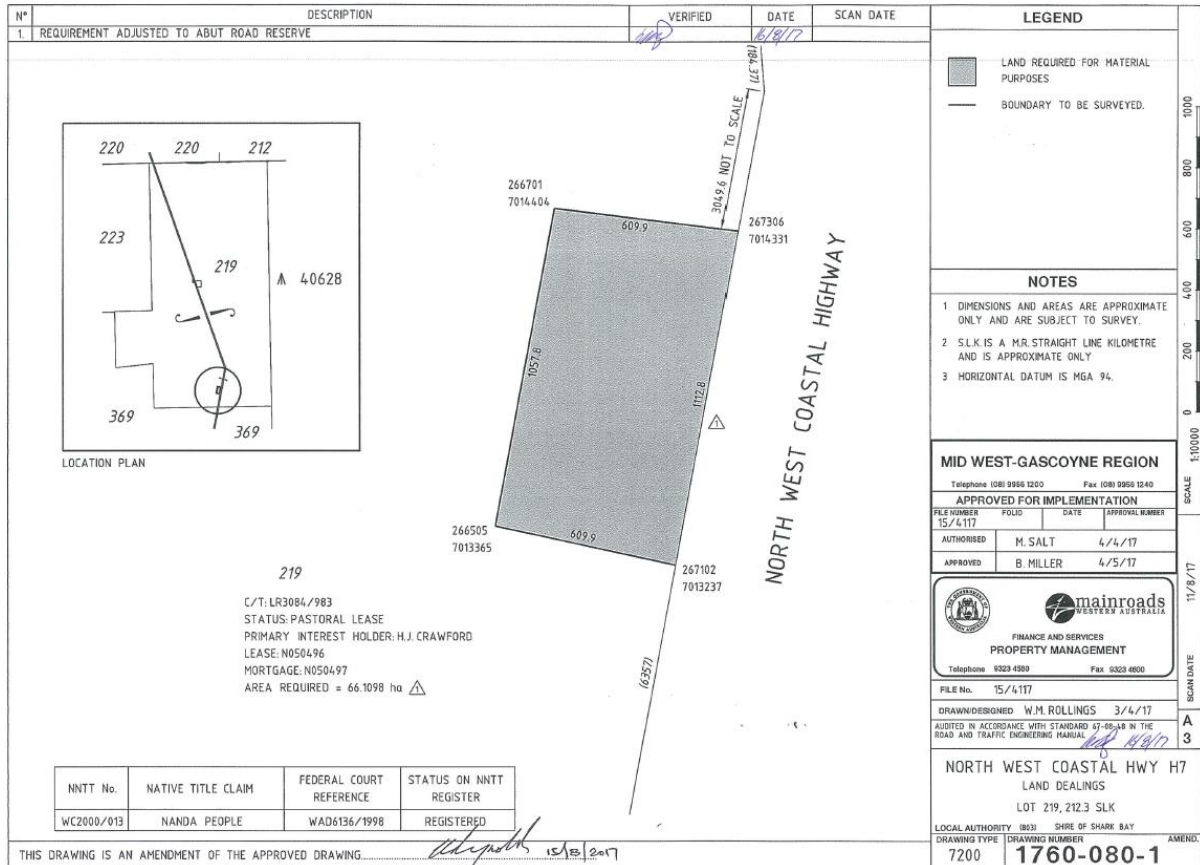 N° DESCRIPTION VERIFIED DATE SCAN DATE
1. REQUIREMENT ADJUSTED TO ABUT ROAD RESERVE 16/8/17
220 220 212
223
219
40628
369
369
LOCATION PLAN
(184.37)
3049.6 NOT TO SCALE
266701
7014404
609.9
267306
7014331
1057.8
1112.8
1
NORTH WEST COASTAL HIGHWAY
266505
7013365
609.9
267102
7013237
(6357)
219
C/T: LR3084/983
STATUS: PASTORAL LEASE
PRIMARY INTEREST HOLDER: H.J. CRAWFORD
LEASE: N050496
MORTGAGE: N050497
AREA REQUIRED = 66.1098 ha 1
NNTT No. NATIVE TITLE CLAIM FEDERAL COURT REFERENCE STATUS ON NNTT REGISTER
WC2000/013 NANDA PEOPLE WAD6136/1998 REGISTERED
THIS DRAWING IS AN AMENDMENT OF THE APPROVED DRAWING 15/8/2017
LEGEND
LAND REQUIRED FOR MATERIAL
PURPOSES
BOUNDARY TO BE SURVEYED.
NOTES
1 DIMENSIONS AND AREAS ARE APPROXIMATE
ONLY AND ARE SUBJECT TO SURVEY.
2 S.L.K. IS A M.R. STRAIGHT LINE KILOMETRE
AND IS APPROXIMATE ONLY
3 HORIZONTAL DATUM IS MGA 94.
MID WEST-GASCOYNE REGION
Telephone (08) 9956 1200 Fax (08) 9956 1240
APPROVED FOR IMPLEMENTATION
FILE NUMBER FOLIO DATE APPROVAL NUMBER
15/4117
AUTHORISED M. SALT 4/4/17
APPROVED B. MILLER 4/5/17
THE GOVERNMENT OF WESTERN AUSTRALIA
mainroads
WESTERN AUSTRALIA
FINANCE AND SERVICES
PROPERTY MANAGEMENT
Telephone 9323 4580 Fax 9323 4600
FILE No. 15/4117
DRAWN/DESIGNED W.M. ROLLINGS 3/4/17
AUDITED IN ACCORDANCE WITH STANDARD 67-08-48 IN THE
ROAD AND TRAFFIC ENGINEERING MANUAL 16/8/17
NORTH WEST COASTAL HWY H7
LAND DEALINGS
LOT 219, 212.3 SLK
LOCAL AUTHORITY (803) SHIRE OF SHARK BAY
DRAWING TYPE DRAWING NUMBER AMEND.
7200 1760-080-1
1000
800
600
400
200
0
SCALE 1:10000
SCAN DATE 11/8/17
A
3